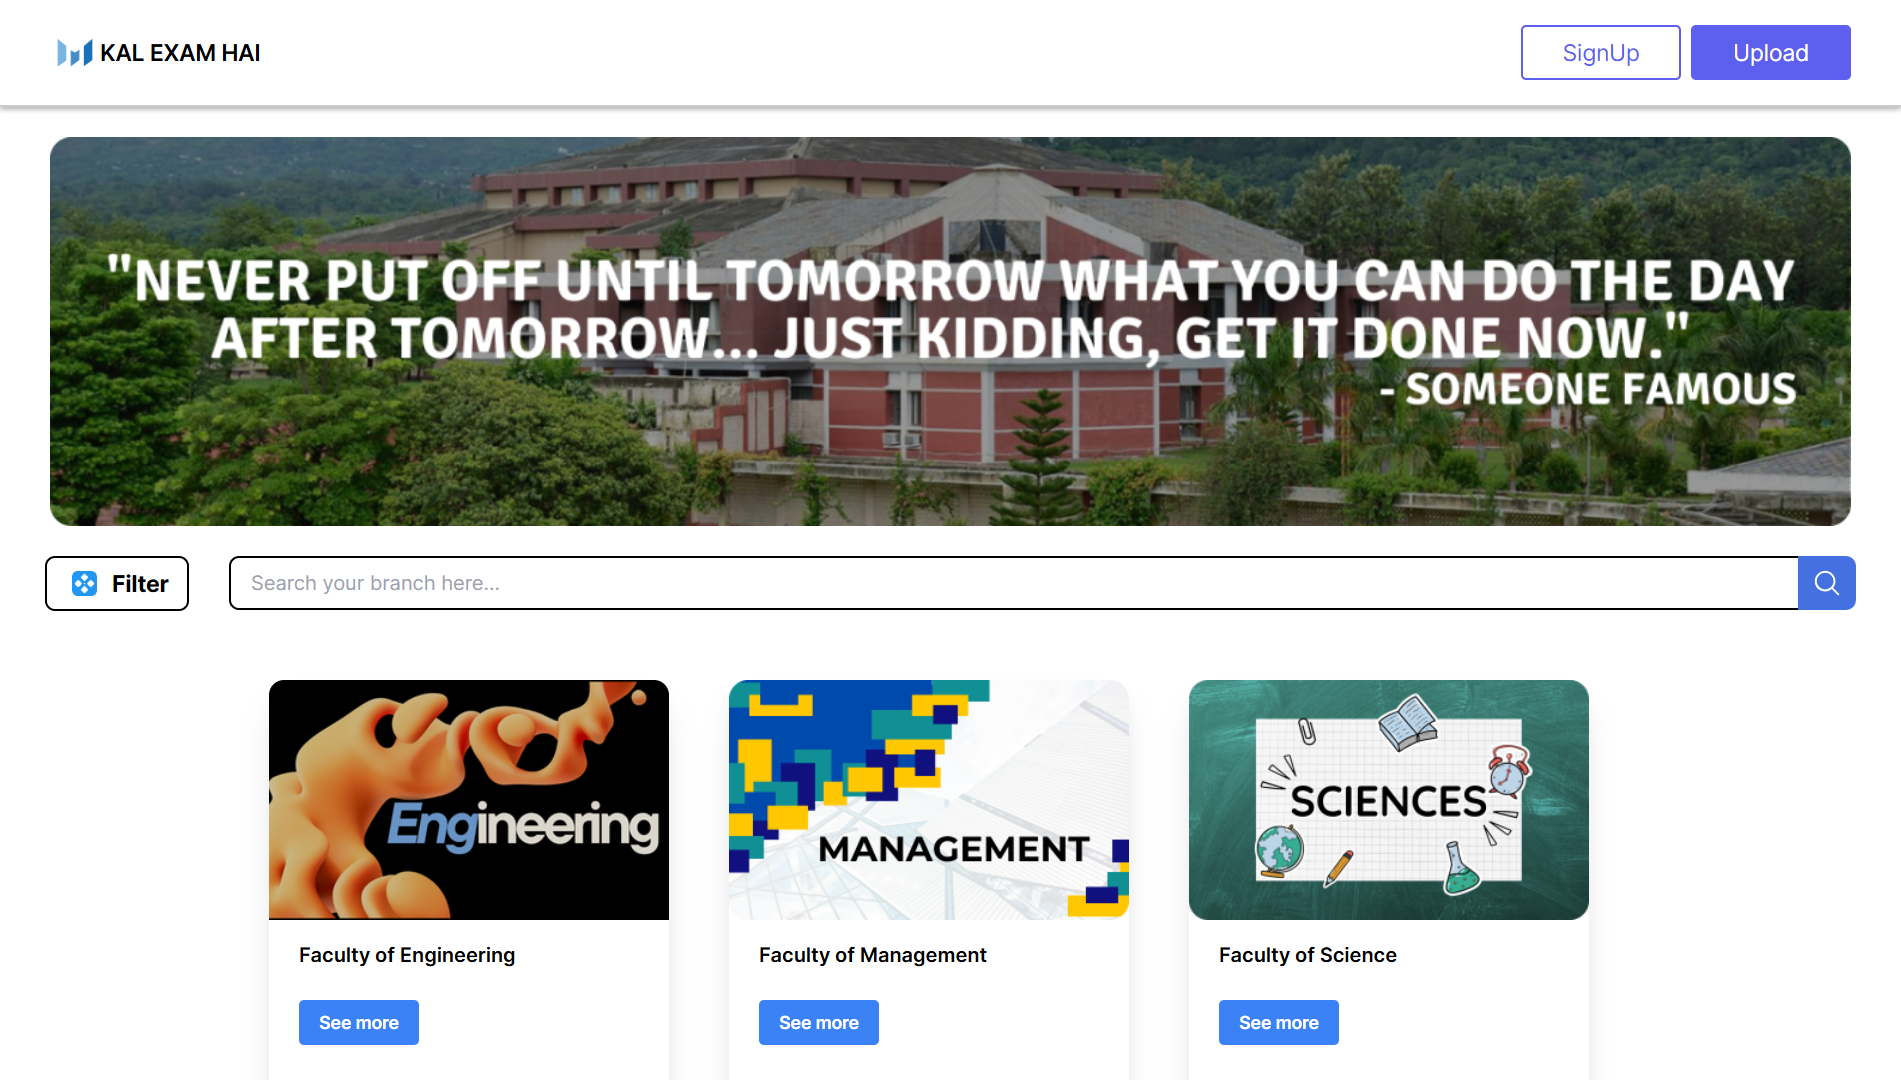 KAL EXAM HAI
SignUp
Upload
"NEVER PUT OFF UNTIL TOMORROW WHAT YOU CAN DO THE DAY
AFTER TOMORROW... JUST KIDDING, GET IT DONE NOW."
- SOMEONE FAMOUS
Filter
Search your branch here...
Engineering
MANAGEMENT
SCIENCES
Faculty of Engineering
Faculty of Management
Faculty of Science
See more
See more
See more